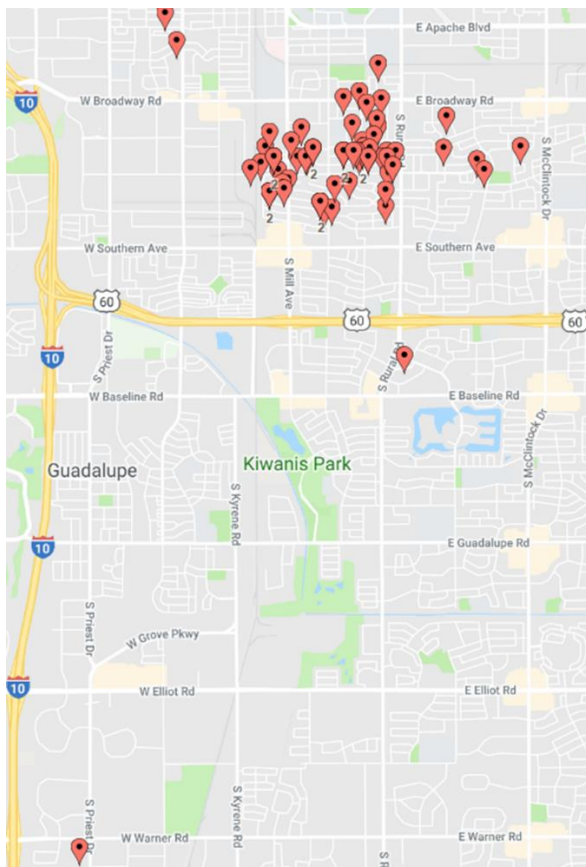 E Apache Blvd
10
W Broadway Rd
E Broadway Rd
S Rural Rd
S McClintock Dr
2
2
2
2
2
2
W Southern Ave
E Southern Ave
S Mill Ave
60
60
60
10
S Priest Dr
S Rural
W Baseline Rd
E Baseline Rd
S McClintock Dr
Guadalupe
Kiwanis Park
S Kyrene Rd
10
E Guadalupe Rd
S Priest Dr
W Grove Pkwy
10
W Elliot Rd
E Elliot Rd
S Priest Dr
S Kyrene Rd
W Warner Rd
E Warner Rd